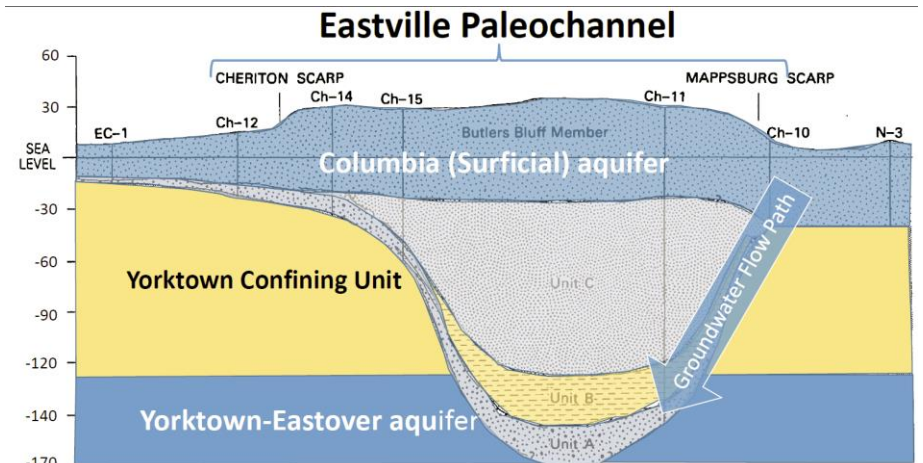 Eastville Paleochannel
60
CHERITON SCARP
MAPPSBURG SCARP
Ch-14
Ch-15
Ch-11
30
EC-1
Ch-12
Butlers Bluff Member
Ch-10
N-3
SEA
LEVEL
Columbia (Surficial) aquifer
-30
-60
Yorktown Confining Unit
Unit C
Groundwater Flow Path
-90
-120
Unit B
-140
Yorktown-Eastover aquifer
Unit A
-170